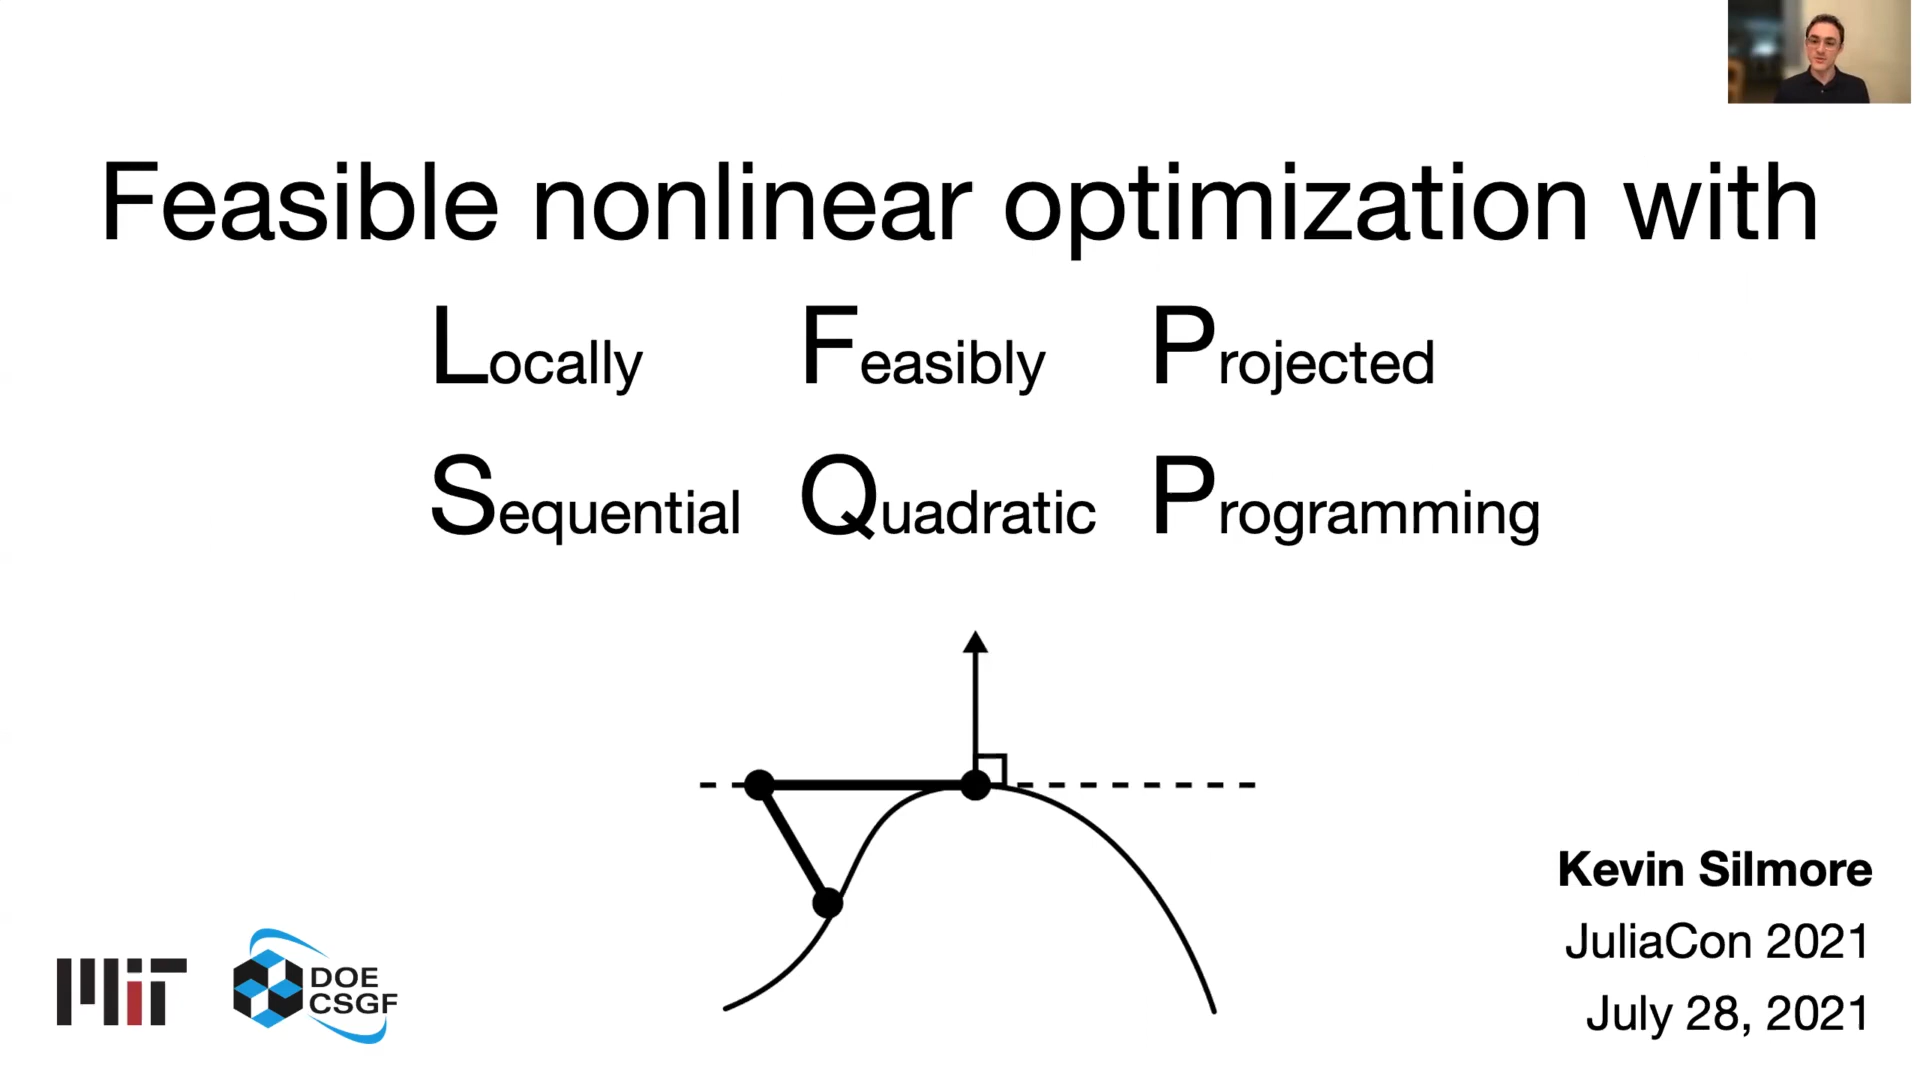 Feasible nonlinear optimization with
Locally Feasibly Projected
Sequential Quadratic Programming
Kevin Silmore
JuliaCon 2021
July 28, 2021
MIT
DOE
CSGF